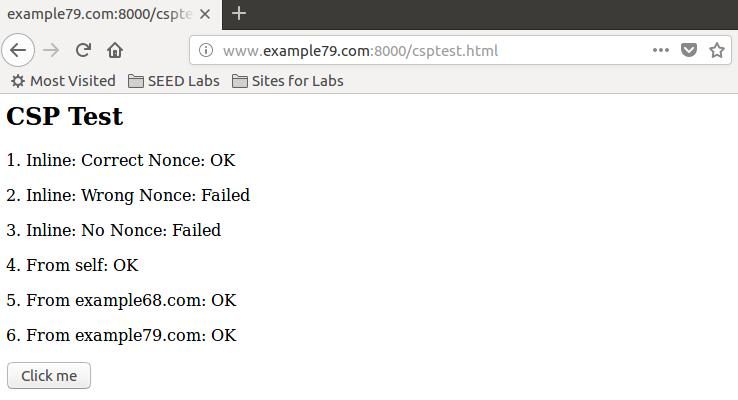 example79.com:8000/cspte
www.example79.com:8000/csptest.html
Most Visited SEED Labs Sites for Labs
CSP Test
1. Inline: Correct Nonce: OK
2. Inline: Wrong Nonce: Failed
3. Inline: No Nonce: Failed
4. From self: OK
5. From example68.com: OK
6. From example79.com: OK
Click me